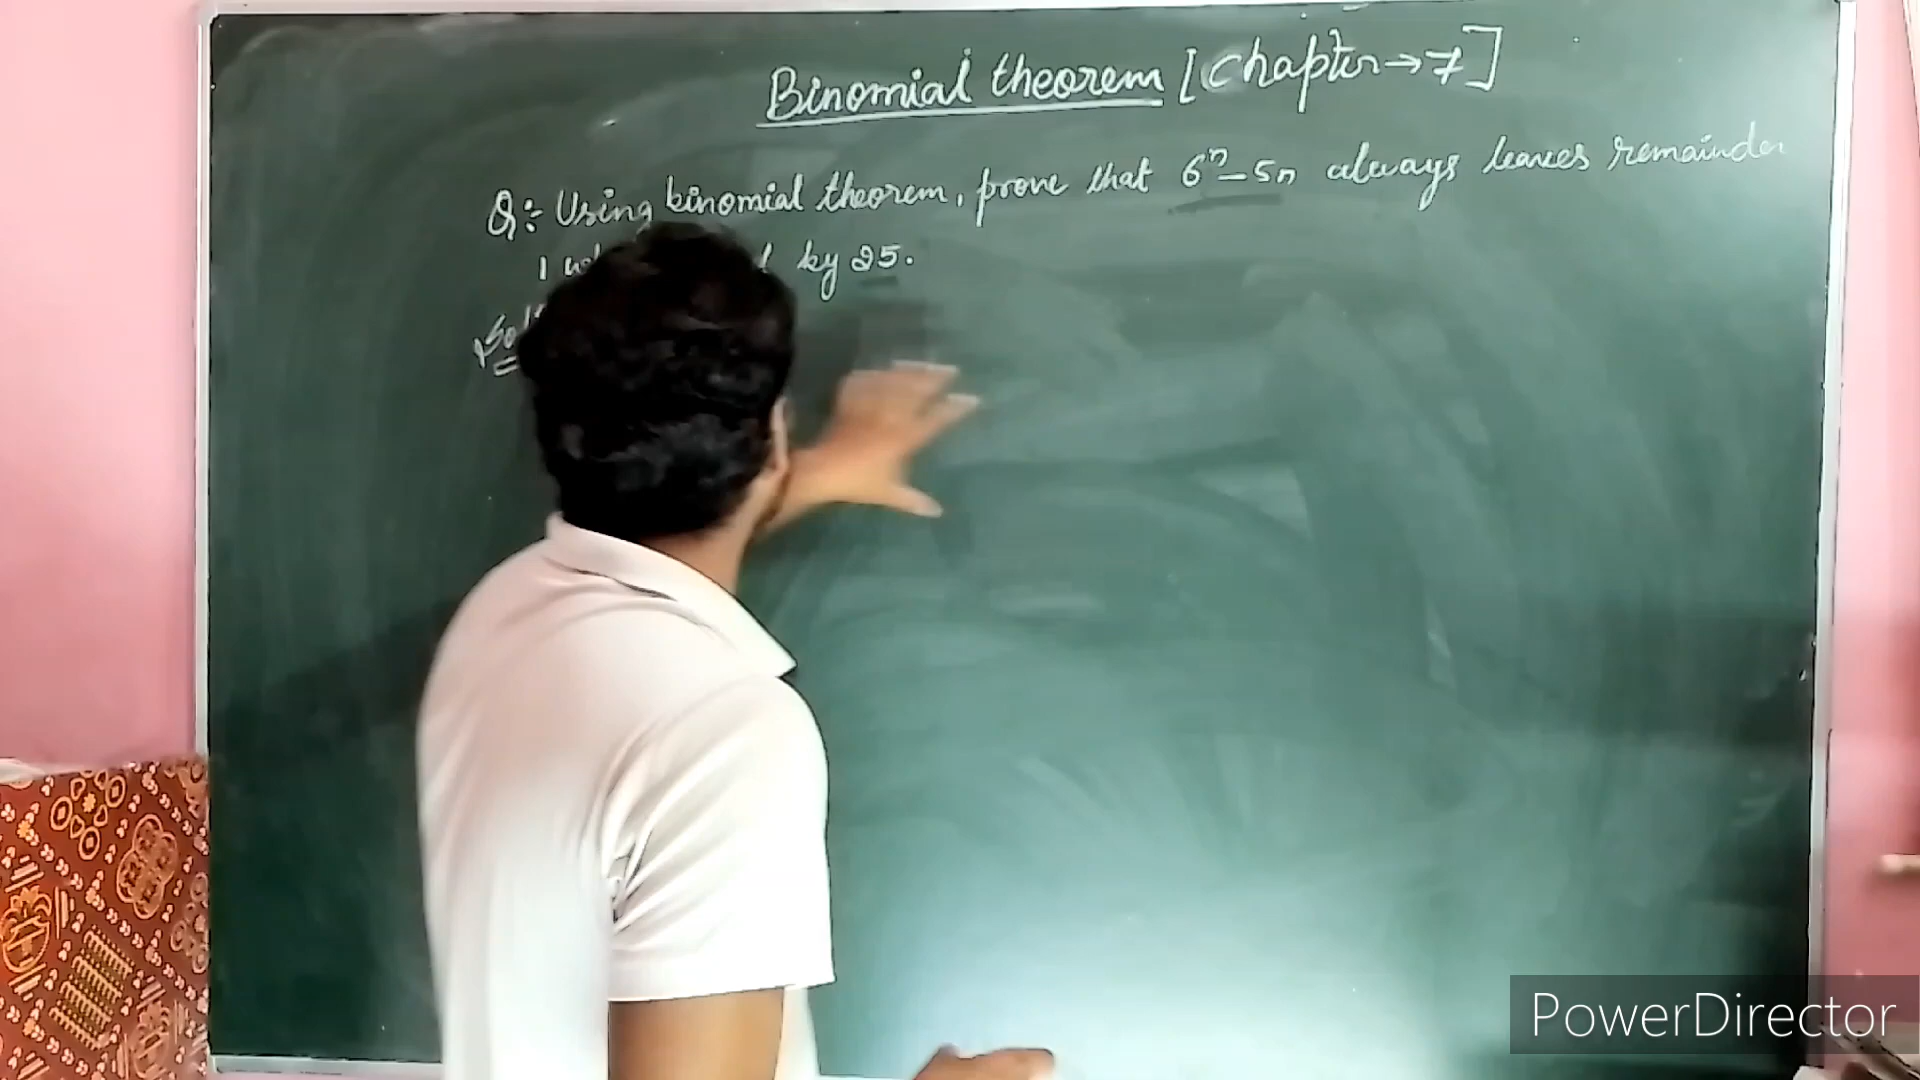 Binomial theorem [Chapter→7]
Q:- Using binomial theorem, prove that 6ⁿ-5n always leaves remainder
1 by 25.
PowerDirector